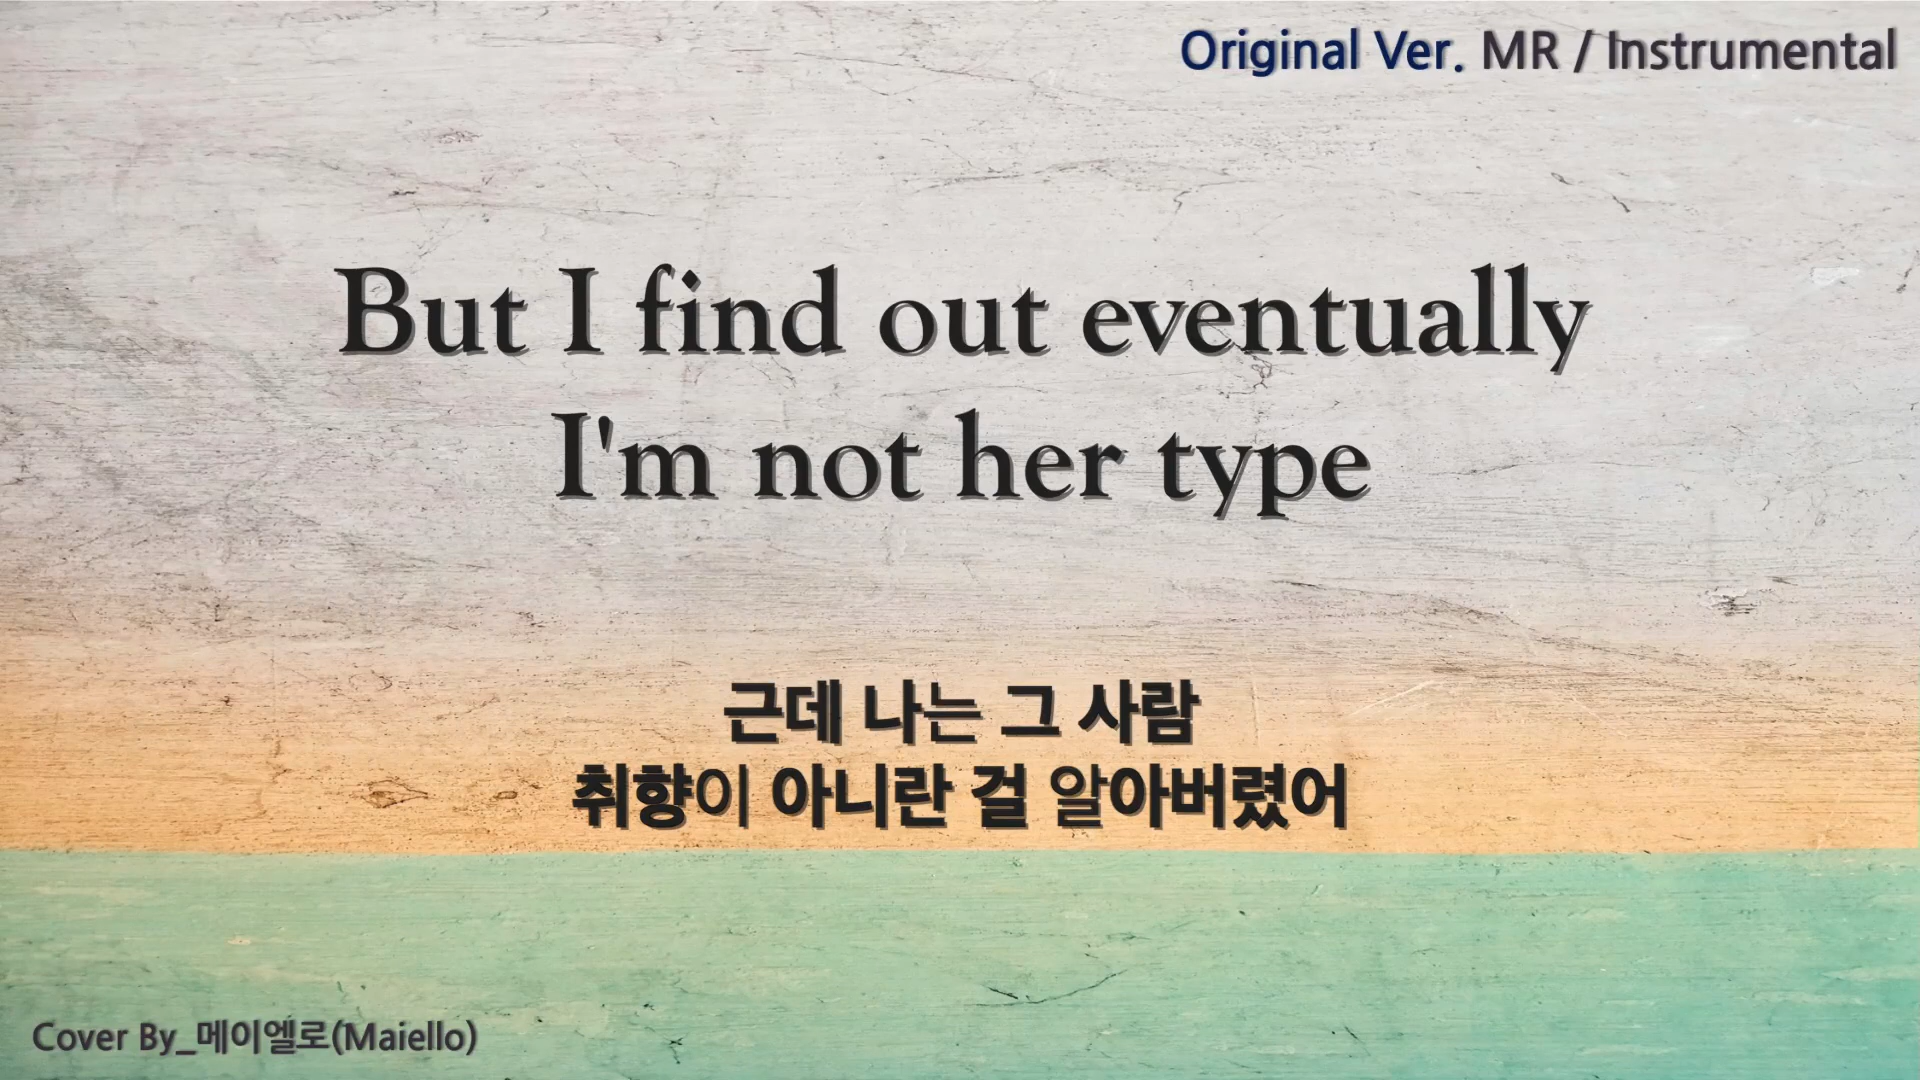 Original Ver. MR / Instrumental
But I find out eventually
I'm not her type
근데 나는 그 사람
취향이 아니란 걸 알아버렸어
Cover By_메이엘로(Maiello)